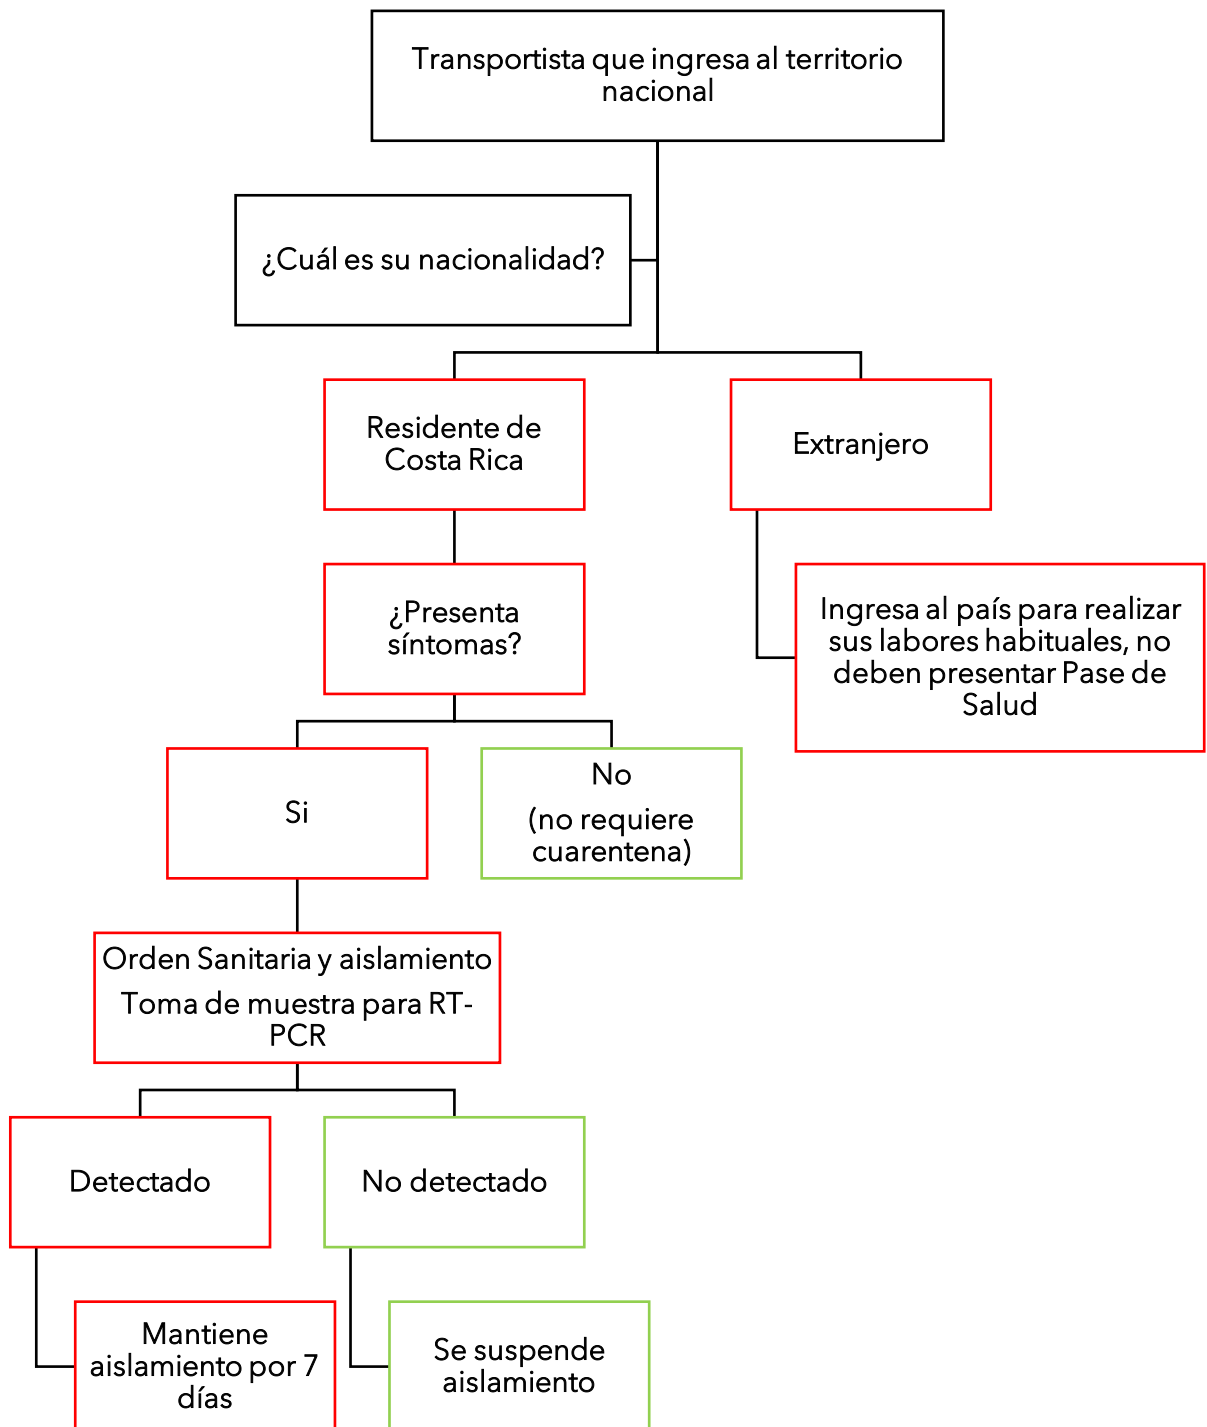 Transportista que ingresa al territorio
nacional
¿Cuál es su nacionalidad?
Residente de
Costa Rica
Extranjero
¿Presenta
síntomas?
Ingresa al país para realizar
sus labores habituales, no
deben presentar Pase de
Salud
Si
No
(no requiere
cuarentena)
Orden Sanitaria y aislamiento
Toma de muestra para RT-
PCR
Detectado
No detectado
Mantiene
aislamiento por 7
días
Se suspende
aislamiento